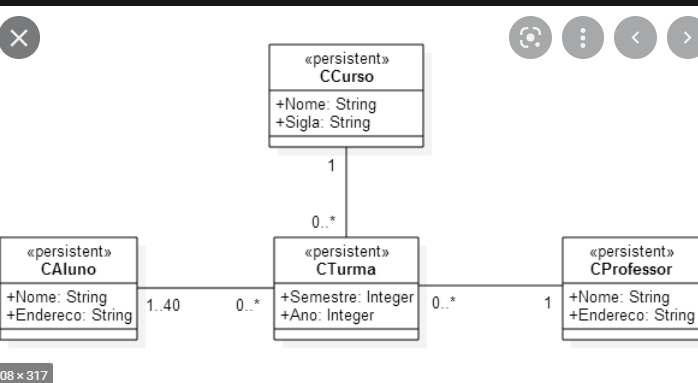 «persistent»
CCurso
+Nome: String
+Sigla: String
1
0..*
«persistent»
CAluno
+Nome: String
+Endereco: String
1..40
0..*
«persistent»
CTurma
+Semestre: Integer
+Ano: Integer
0..*
1
«persistent»
CProfessor
+Nome: String
+Endereco: String
08 × 317